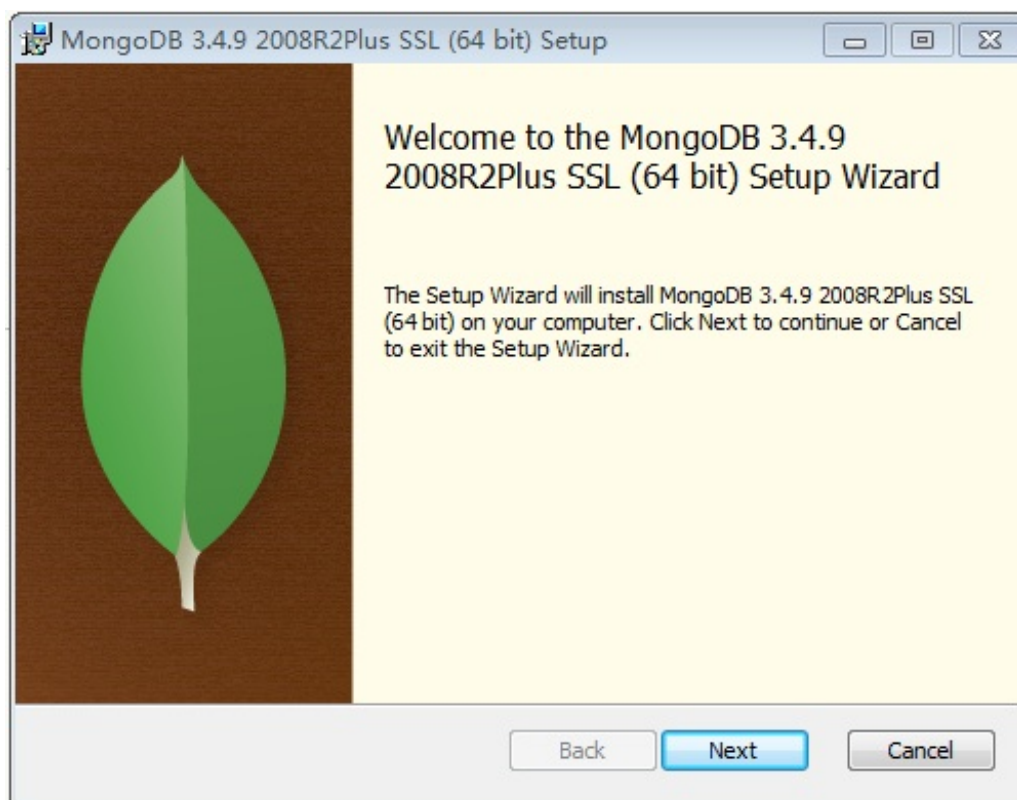 MongoDB 3.4.9 2008R2Plus SSL (64 bit) Setup
Welcome to the MongoDB 3.4.9
2008R2Plus SSL (64 bit) Setup Wizard
The Setup Wizard will install MongoDB 3.4.9 2008R2Plus SSL
(64 bit) on your computer. Click Next to continue or Cancel
to exit the Setup Wizard.
Back Next Cancel